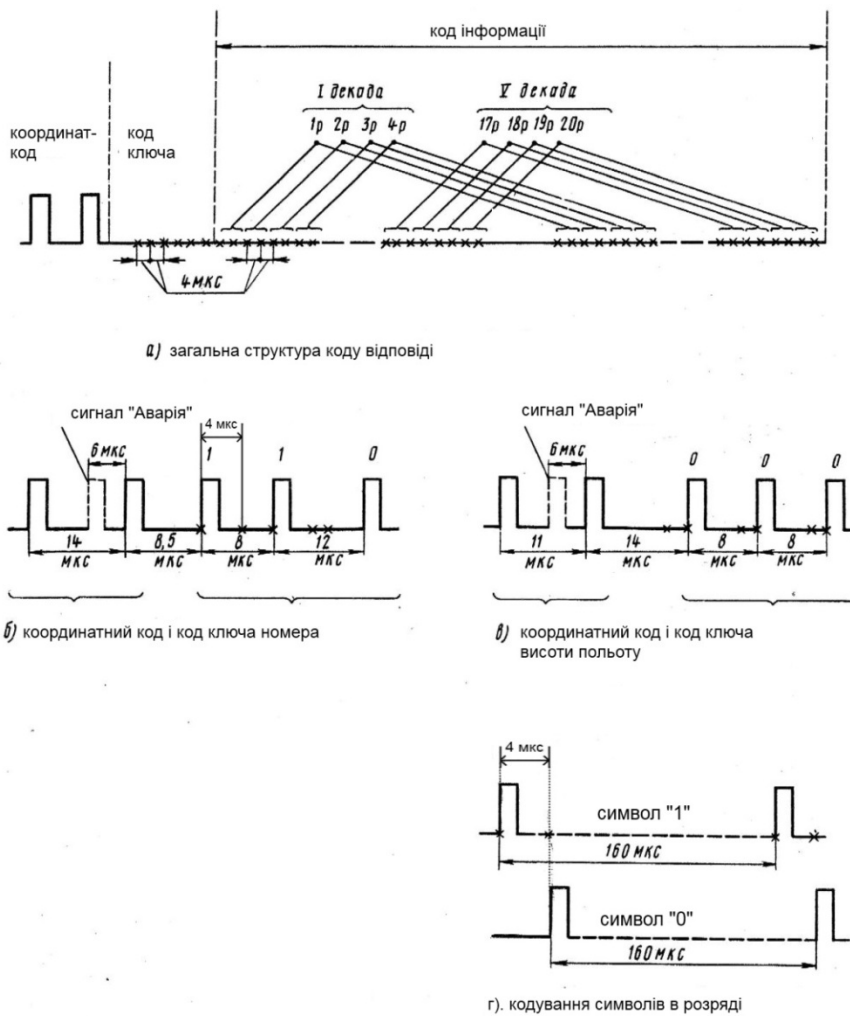 код інформації
I декада V декада
1р 2р 3р 4р 17р 18р 19р 20р
координат-
код
код
ключа
4 мкс
а) загальна структура коду відповіді
сигнал "Аварія"
6 мкс
4 мкс
1 1 0
14
мкс
8,5
мкс
8
мкс
12
мкс
б) координатний код і код ключа номера
сигнал "Аварія"
6 мкс
0 0 0
11
мкс
14
мкс
8
мкс
8
мкс
в) координатний код і код ключа
висоти польоту
4 мкс
символ "1"
160 мкс
символ "0"
160 мкс
г). кодування символів в розряді